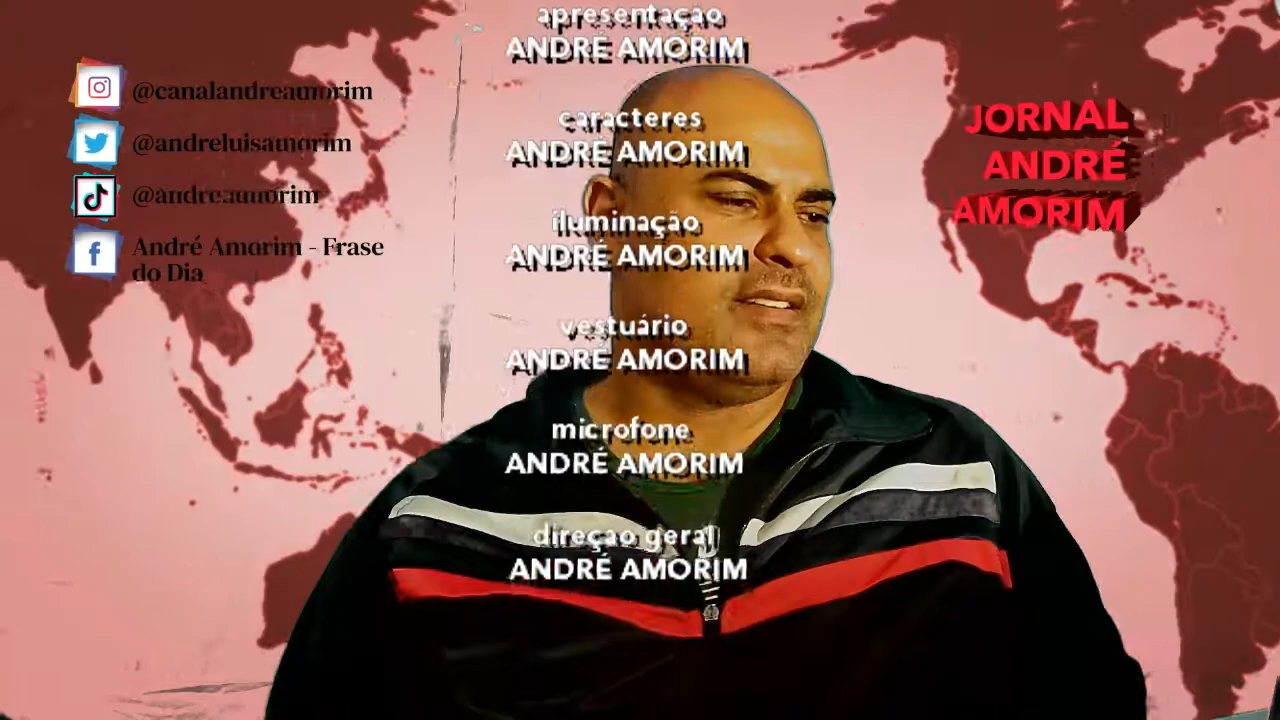 apresentação
ANDRÉ AMORIM
caracteres
ANDRÉ AMORIM
iluminação
ANDRÉ AMORIM
vestuário
ANDRÉ AMORIM
microfone
ANDRÉ AMORIM
direçao geral
ANDRÉ AMORIM
@canalandreamorim
@andreluisamorim
@andreamorim
André Amorim - Frase
do Dia
JORNAL
ANDRÉ
AMORIM